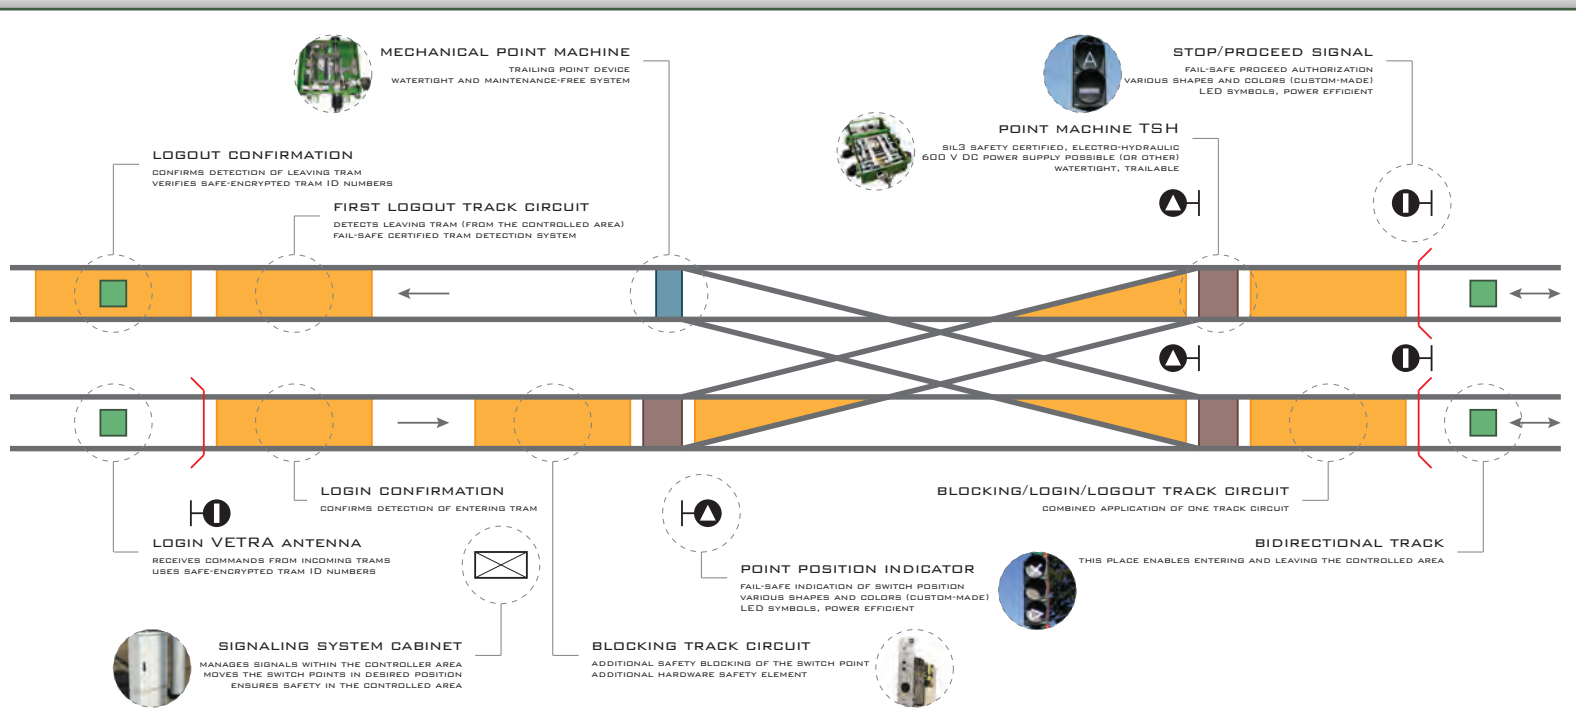 MECHANICAL POINT MACHINE
TRAILING POINT DEVICE
WATERTIGHT AND MAINTENANCE-FREE SYSTEM
STOP/PROCEED SIGNAL
FAIL-SAFE PROCEED AUTHORIZATION
VARIOUS SHAPES AND COLORS (CUSTOM-MADE)
LED SYMBOLS, POWER EFFICIENT
A
POINT MACHINE TSH
SIL3 SAFETY CERTIFIED, ELECTRO-HYDRAULIC
600 V DC POWER SUPPLY POSSIBLE (OR OTHER)
WATERTIGHT, TRAILABLE
LOGOUT CONFIRMATION
CONFIRMS DETECTION OF LEAVING TRAM
VERIFIES SAFE-ENCRYPTED TRAM ID NUMBERS
FIRST LOGOUT TRACK CIRCUIT
DETECTS LEAVING TRAM (FROM THE CONTROLLED AREA)
FAIL-SAFE CERTIFIED TRAM DETECTION SYSTEM
LOGIN CONFIRMATION
CONFIRMS DETECTION OF ENTERING TRAM
BLOCKING/LOGIN/LOGOUT TRACK CIRCUIT
COMBINED APPLICATION OF ONE TRACK CIRCUIT
LOGIN VETRA ANTENNA
RECEIVES COMMANDS FROM INCOMING TRAMS
USES SAFE-ENCRYPTED TRAM ID NUMBERS
BIDIRECTIONAL TRACK
THIS PLACE ENABLES ENTERING AND LEAVING THE CONTROLLED AREA
POINT POSITION INDICATOR
FAIL-SAFE INDICATION OF SWITCH POSITION
VARIOUS SHAPES AND COLORS (CUSTOM-MADE)
LED SYMBOLS, POWER EFFICIENT
SIGNALING SYSTEM CABINET
MANAGES SIGNALS WITHIN THE CONTROLLER AREA
MOVES THE SWITCH POINTS IN DESIRED POSITION
ENSURES SAFETY IN THE CONTROLLED AREA
BLOCKING TRACK CIRCUIT
ADDITIONAL SAFETY BLOCKING OF THE SWITCH POINT
ADDITIONAL HARDWARE SAFETY ELEMENT